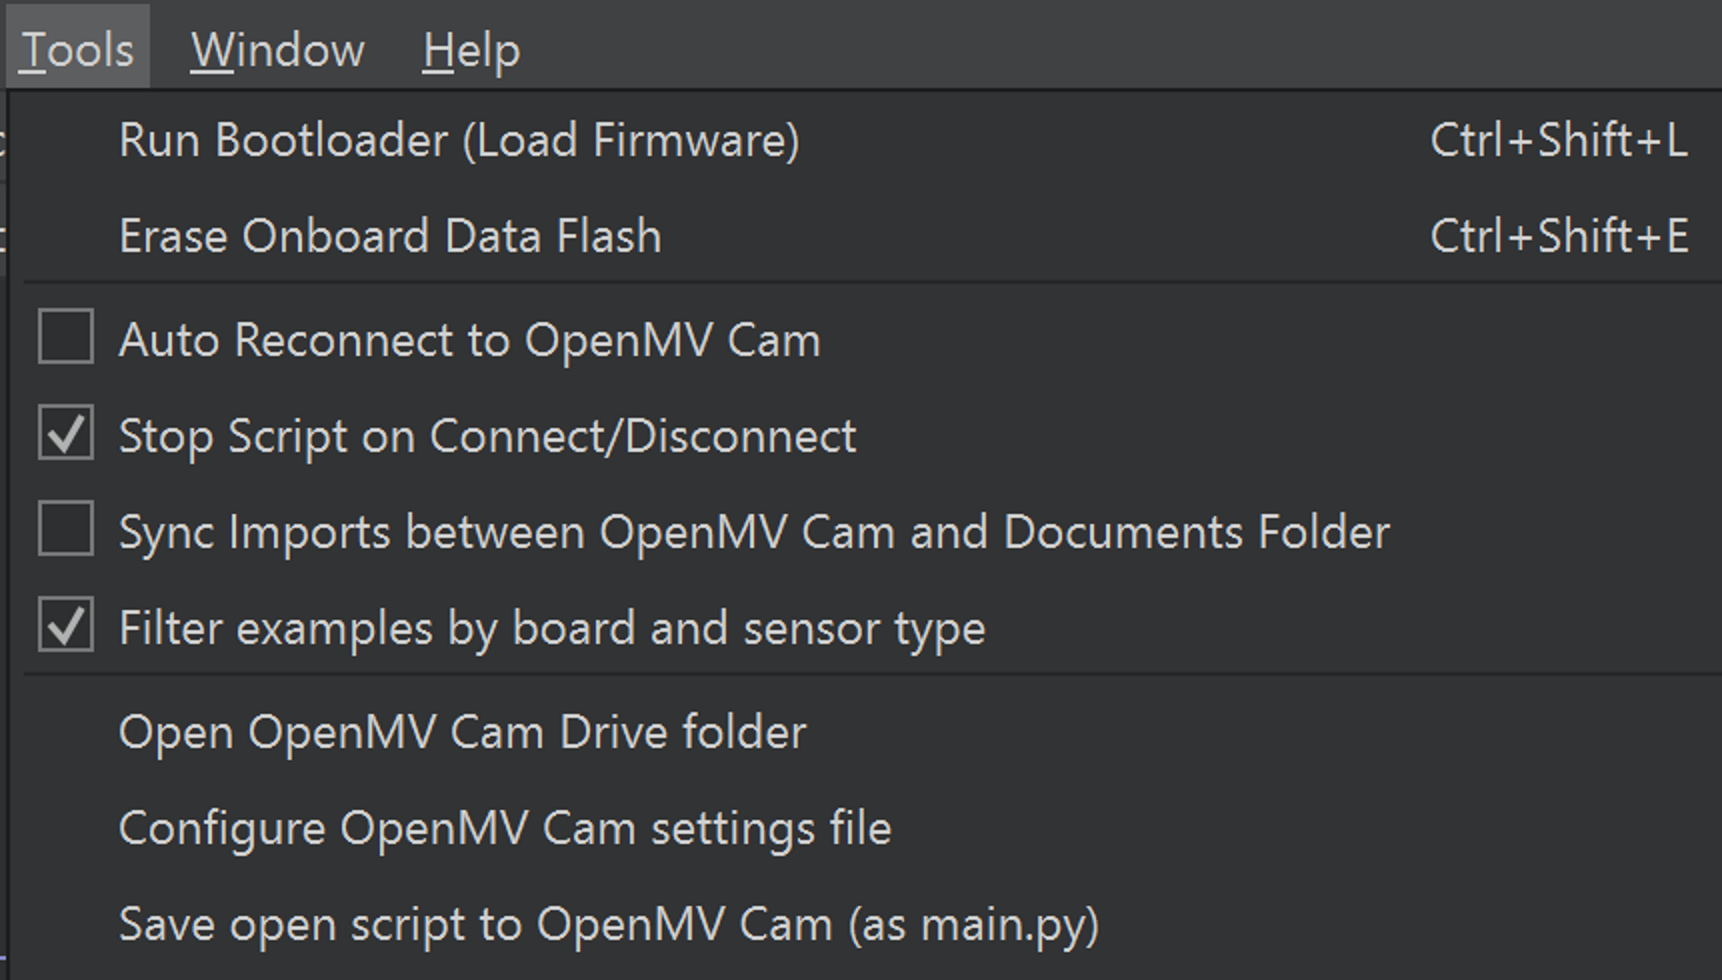 Tools Window Help
Run Bootloader (Load Firmware) Ctrl+Shift+L
Erase Onboard Data Flash Ctrl+Shift+E
Auto Reconnect to OpenMV Cam
Stop Script on Connect/Disconnect
Sync Imports between OpenMV Cam and Documents Folder
Filter examples by board and sensor type
Open OpenMV Cam Drive folder
Configure OpenMV Cam settings file
Save open script to OpenMV Cam (as main.py)